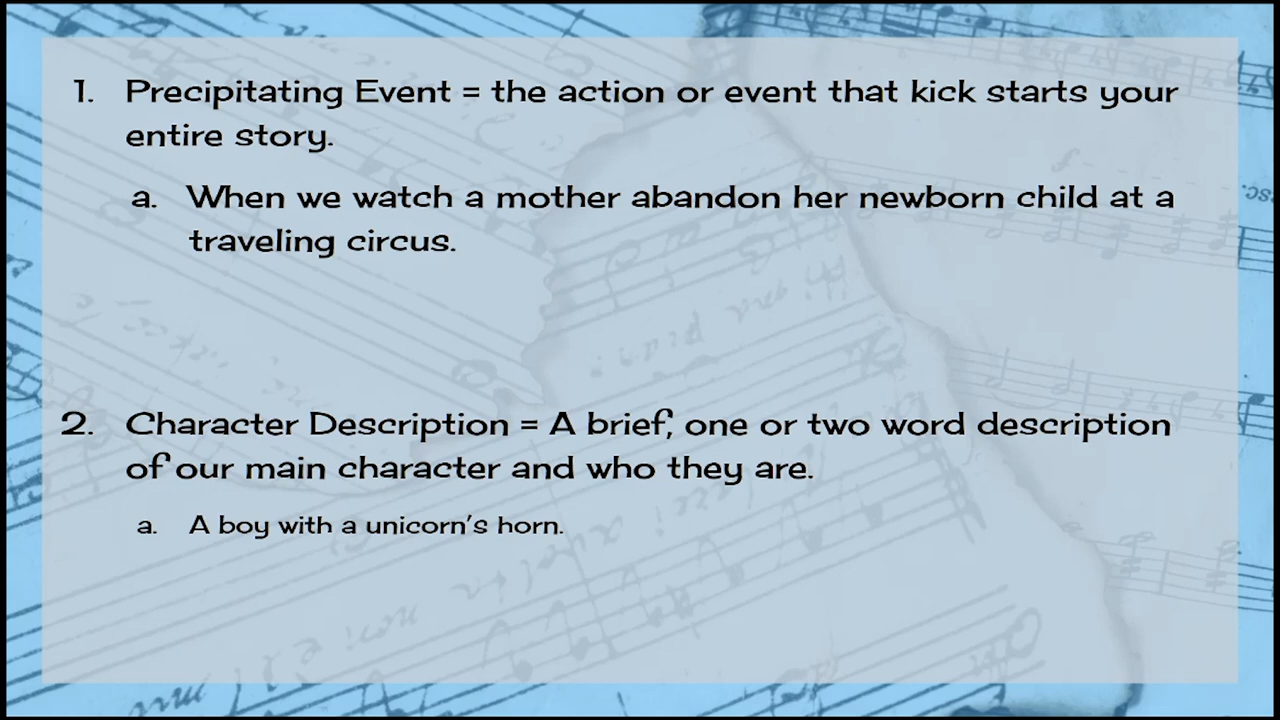 1. Precipitating Event = the action or event that kick starts your
entire story.
a. When we watch a mother abandon her newborn child at a
traveling circus.
2. Character Description = A brief, one or two word description
of our main character and who they are.
a. A boy with a unicorn's horn.